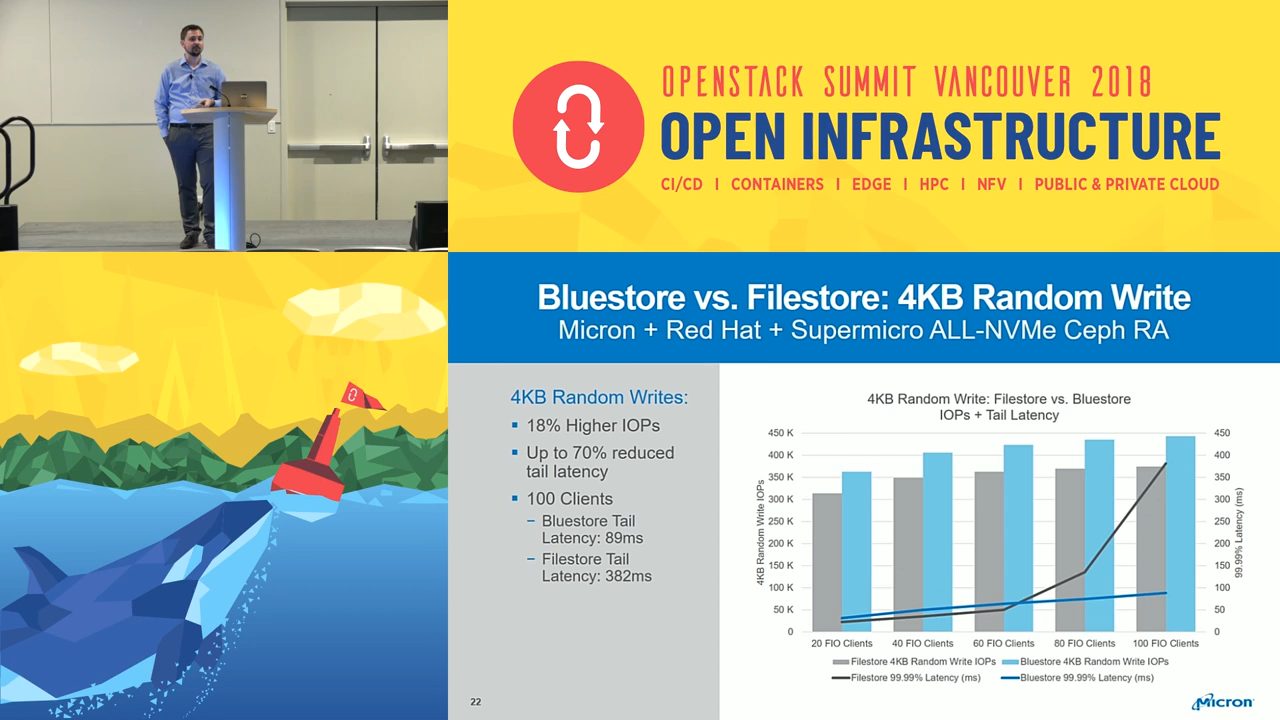 OPENSTACK SUMMIT VANCOUVER 2018
OPEN INFRASTRUCTURE
CI/CD | CONTAINERS | EDGE | HPC | NFV | PUBLIC & PRIVATE CLOUD
Bluestore vs. Filestore: 4KB Random Write
Micron + Red Hat + Supermicro ALL-NVMe Ceph RA
4KB Random Writes:
▪ 18% Higher IOPs
▪ Up to 70% reduced
tail latency
▪ 100 Clients
– Bluestore Tail
Latency: 89ms
– Filestore Tail
Latency: 382ms
4KB Random Write: Filestore vs. Bluestore
IOPs + Tail Latency
4KB Random Write IOPs
450 K
400 K
350 K
300 K
250 K
200 K
150 K
100 K
50 K
0
450
400
350
300
250
200
150
100
50
0
99.99% Latency (ms)
20 FIO Clients 40 FIO Clients 60 FIO Clients 80 FIO Clients 100 FIO Clients
Filestore 4KB Random Write IOPs Bluestore 4KB Random Write IOPs
Filestore 99.99% Latency (ms) Bluestore 99.99% Latency (ms)
22
Micron